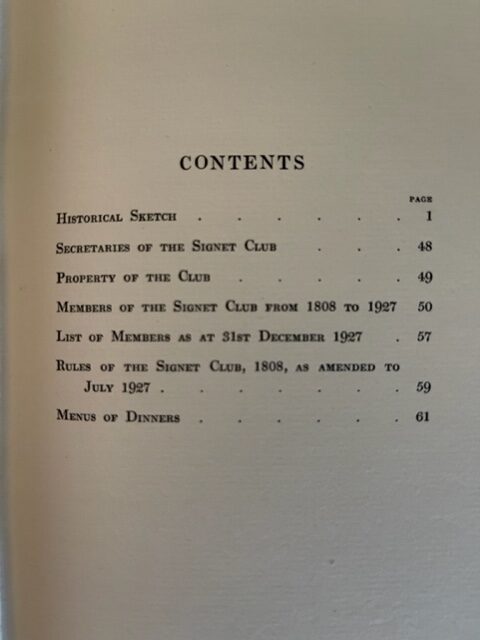 CONTENTS
PAGE
HISTORICAL SKETCH . . . . . . 1
SECRETARIES OF THE SIGNET CLUB . . . 48
PROPERTY OF THE CLUB . . . . . 49
MEMBERS OF THE SIGNET CLUB FROM 1808 TO 1927 50
LIST OF MEMBERS AS AT 31ST DECEMBER 1927 . 57
RULES OF THE SIGNET CLUB, 1808, AS AMENDED TO
JULY 1927 . . . . . . . 59
MENUS OF DINNERS . . . . . . 61